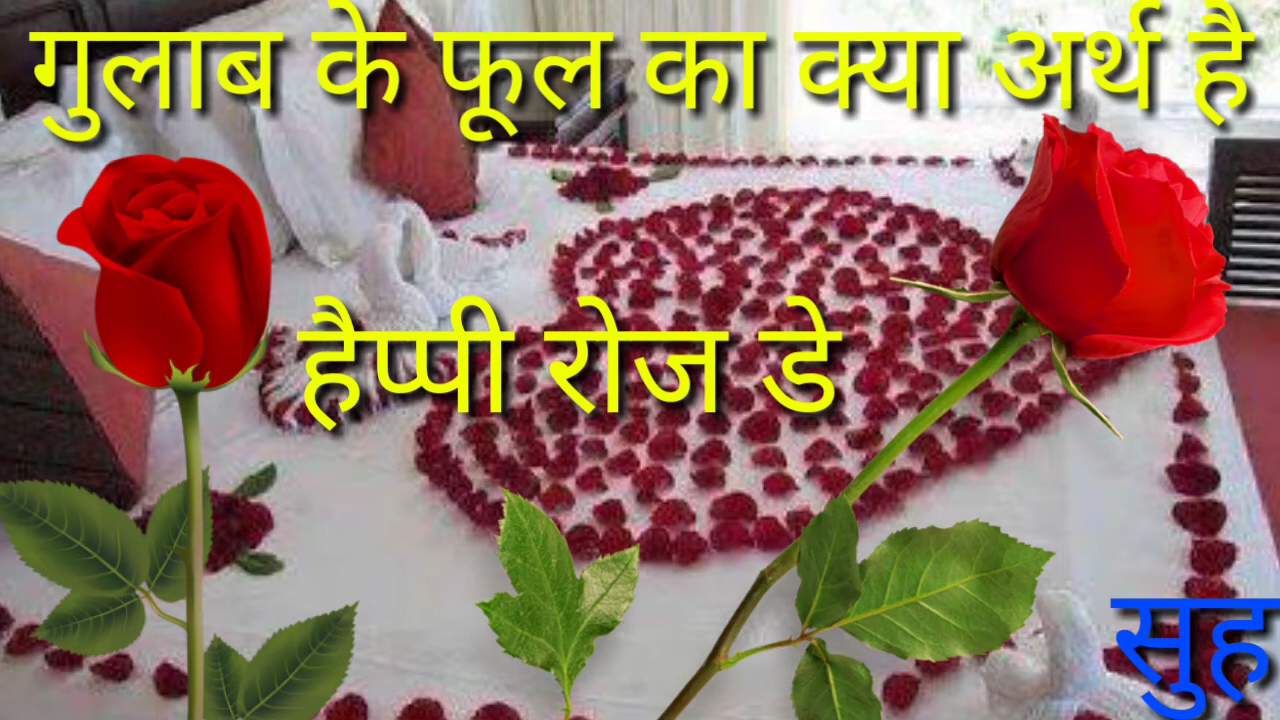 गुलाब के फूल का क्या अर्थ है
हैप्पी रोज डे
सुह